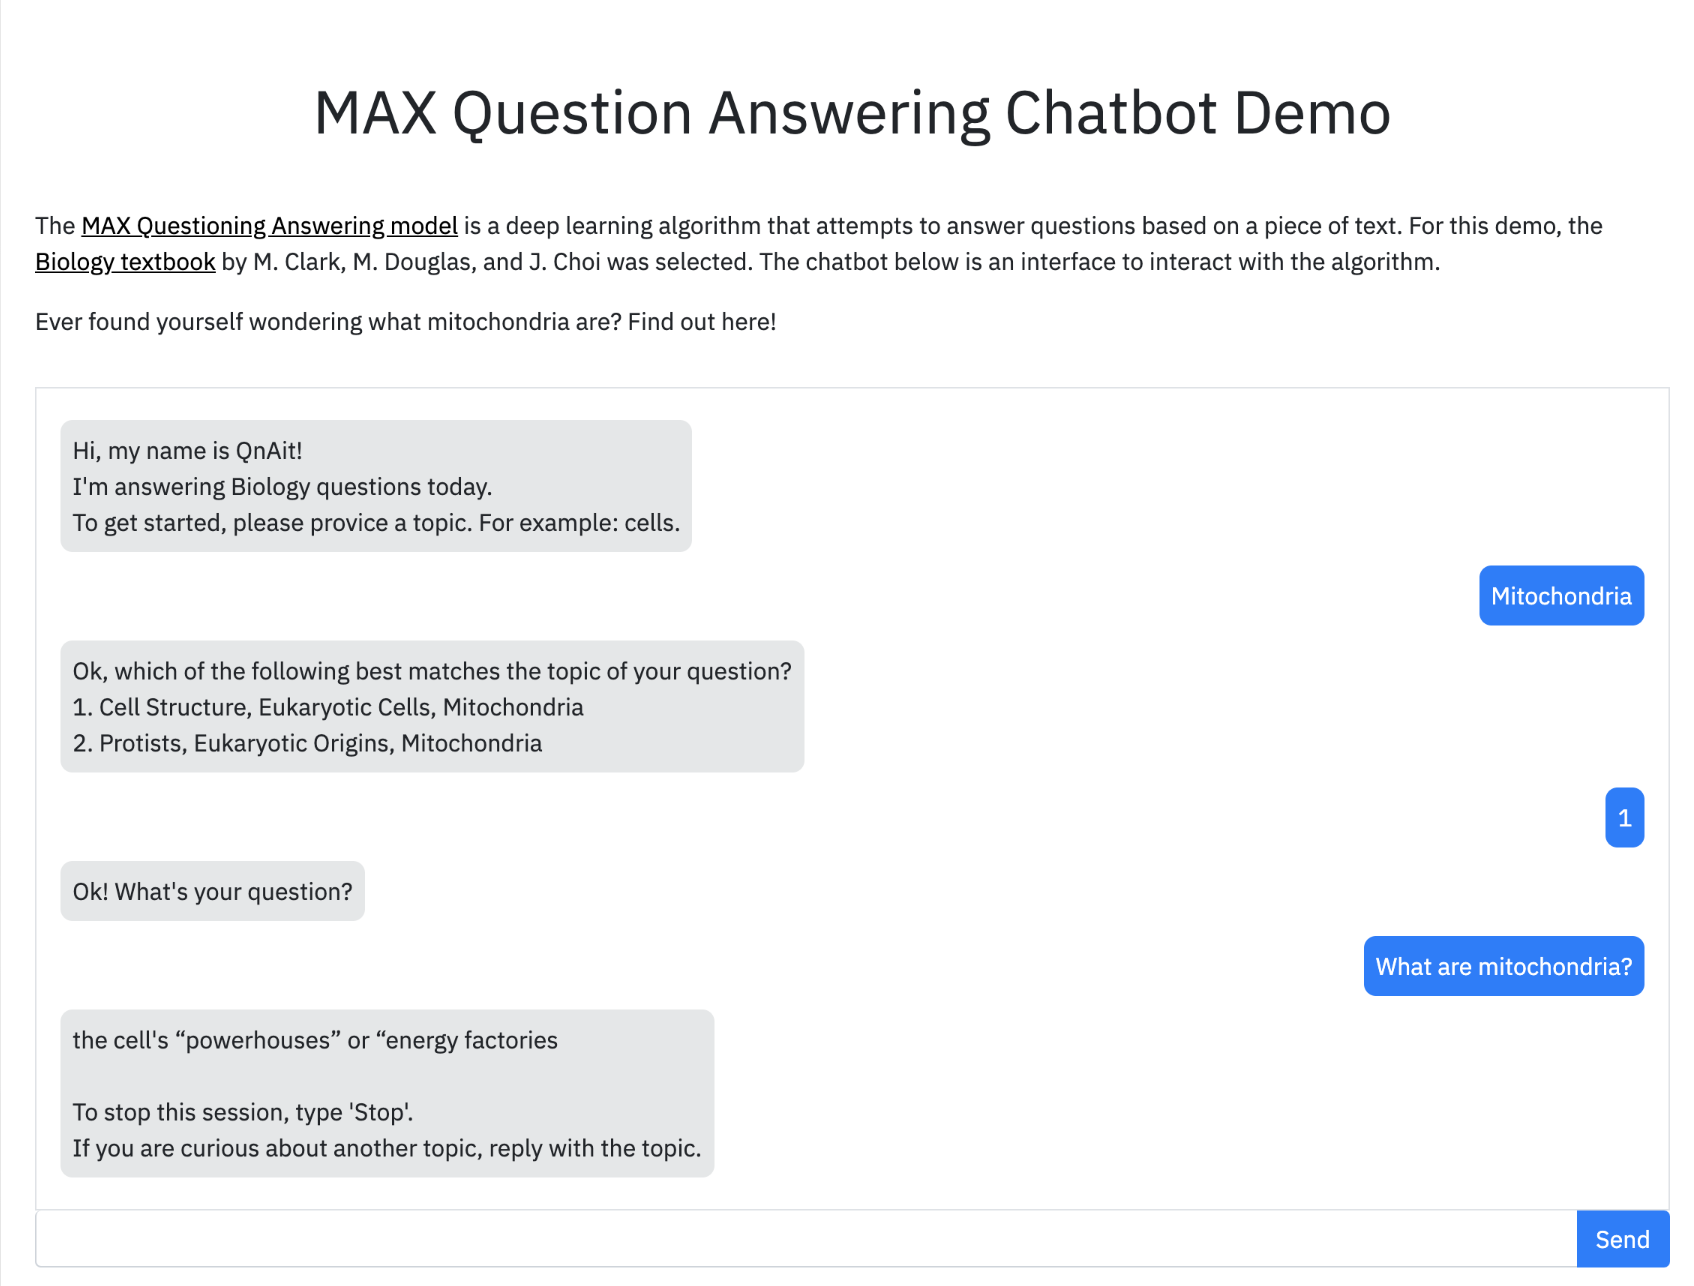 MAX Question Answering Chatbot Demo
The MAX Questioning Answering model is a deep learning algorithm that attempts to answer questions based on a piece of text. For this demo, the
Biology textbook by M. Clark, M. Douglas, and J. Choi was selected. The chatbot below is an interface to interact with the algorithm.
Ever found yourself wondering what mitochondria are? Find out here!
Hi, my name is QnAit!
I'm answering Biology questions today.
To get started, please provice a topic. For example: cells.
Mitochondria
Ok, which of the following best matches the topic of your question?
1. Cell Structure, Eukaryotic Cells, Mitochondria
2. Protists, Eukaryotic Origins, Mitochondria
1
Ok! What's your question?
What are mitochondria?
the cell's “powerhouses” or “energy factories
To stop this session, type 'Stop'.
If you are curious about another topic, reply with the topic.
Send